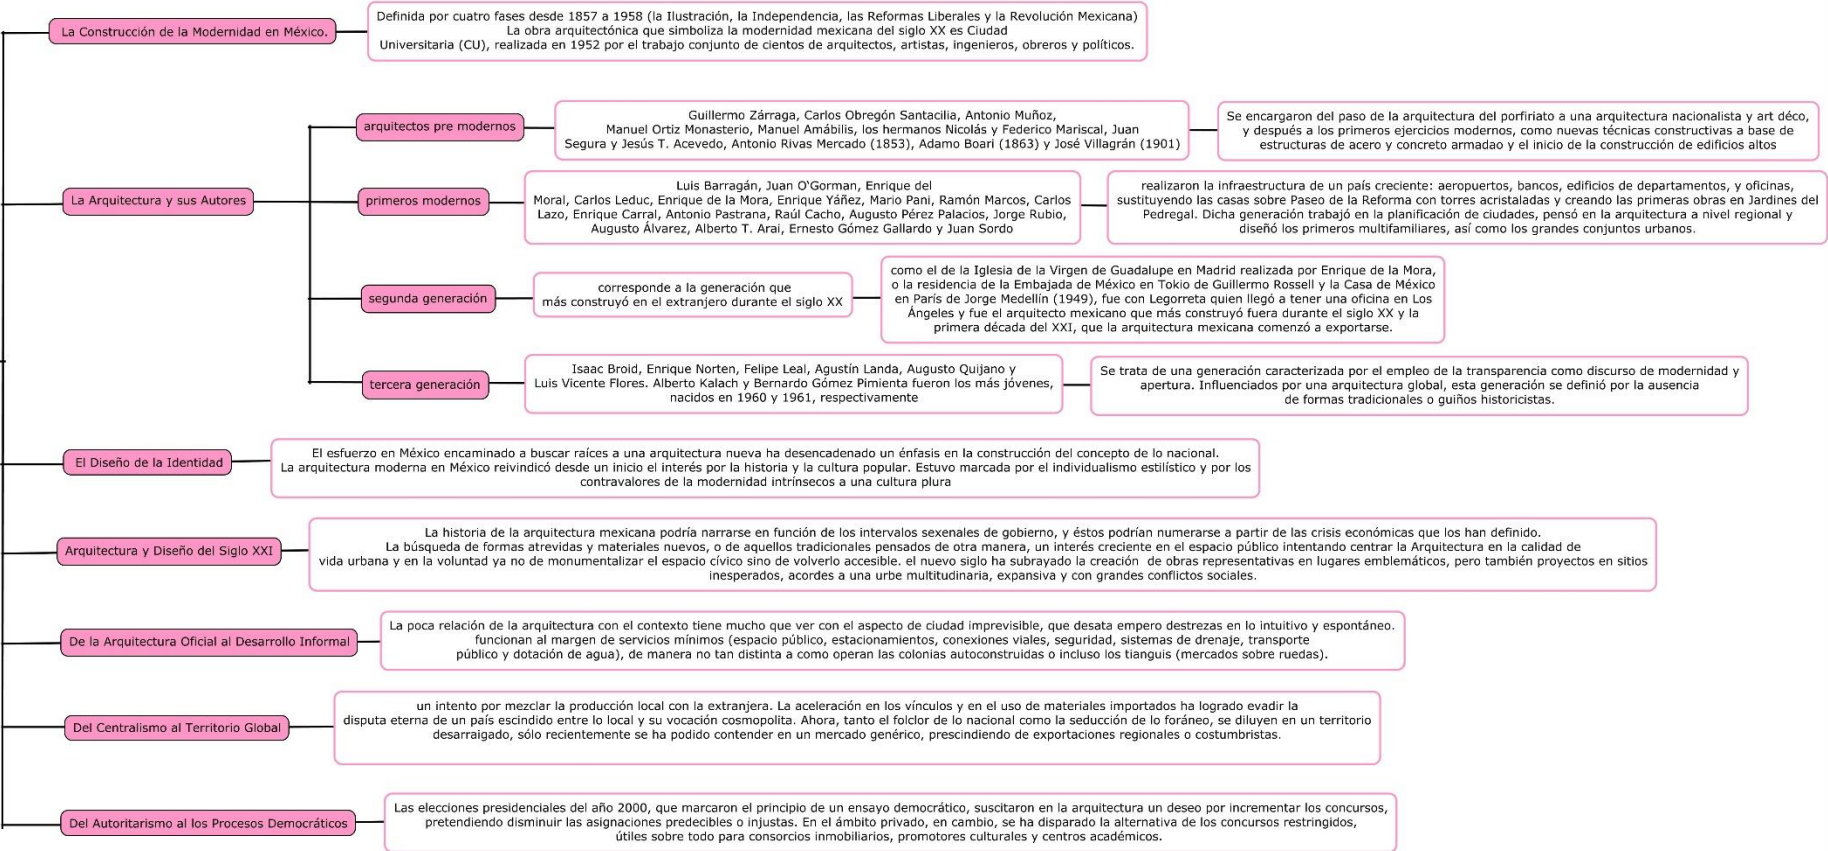 La Construcción de la Modernidad en México.
Definida por cuatro fases desde 1857 a 1958 (la Ilustración, la Independencia, las Reformas Liberales y la Revolución Mexicana)
La obra arquitectónica que simboliza la modernidad mexicana del siglo XX es Ciudad
Universitaria (CU), realizada en 1952 por el trabajo conjunto de cientos de arquitectos, artistas, ingenieros, obreros y políticos.
La Arquitectura y sus Autores
arquitectos pre modernos
Guillermo Zárraga, Carlos Obregón Santacilia, Antonio Muñoz,
Manuel Ortiz Monasterio, Manuel Amábilis, los hermanos Nicolás y Federico Mariscal, Juan
Segura y Jesús T. Acevedo, Antonio Rivas Mercado (1853), Adamo Boari (1863) y José Villagrán (1901)
Se encargaron del paso de la arquitectura del porfiriato a una arquitectura nacionalista y art déco,
y después a los primeros ejercicios modernos, como nuevas técnicas constructivas a base de
estructuras de acero y concreto armadao y el inicio de la construcción de edificios altos
primeros modernos
Luis Barragán, Juan O'Gorman, Enrique del
Moral, Carlos Leduc, Enrique de la Mora, Enrique Yáñez, Mario Pani, Ramón Marcos, Carlos
Lazo, Enrique Carral, Antonio Pastrana, Raúl Cacho, Augusto Pérez Palacios, Jorge Rubio,
Augusto Álvarez, Alberto T. Arai, Ernesto Gómez Gallardo y Juan Sordo
realizaron la infraestructura de un país creciente: aeropuertos, bancos, edificios de departamentos, y oficinas,
sustituyendo las casas sobre Paseo de la Reforma con torres acristaladas y creando las primeras obras en Jardines del
Pedregal. Dicha generación trabajó en la planificación de ciudades, pensó en la arquitectura a nivel regional y
diseñó los primeros multifamiliares, así como los grandes conjuntos urbanos.
segunda generación
corresponde a la generación que
más construyó en el extranjero durante el siglo XX
como el de la Iglesia de la Virgen de Guadalupe en Madrid realizada por Enrique de la Mora,
o la residencia de la Embajada de México en Tokio de Guillermo Rossell y la Casa de México
en París de Jorge Medellín (1949), fue con Legorreta quien llegó a tener una oficina en Los
Ángeles y fue el arquitecto mexicano que más construyó fuera durante el siglo XX y la
primera década del XXI, que la arquitectura mexicana comenzó a exportarse.
tercera generación
Isaac Broid, Enrique Norten, Felipe Leal, Agustín Landa, Augusto Quijano y
Luis Vicente Flores. Alberto Kalach y Bernardo Gómez Pimienta fueron los más jóvenes,
nacidos en 1960 y 1961, respectivamente
Se trata de una generación caracterizada por el empleo de la transparencia como discurso de modernidad y
apertura. Influenciados por una arquitectura global, esta generación se definió por la ausencia
de formas tradicionales o guiños historicistas.
El Diseño de la Identidad
El esfuerzo en México encaminado a buscar raíces a una arquitectura nueva ha desencadenado un énfasis en la construcción del concepto de lo nacional.
La arquitectura moderna en México reivindicó desde un inicio el interés por la historia y la cultura popular. Estuvo marcada por el individualismo estilístico y por los
contravalores de la modernidad intrínsecos a una cultura plura
Arquitectura y Diseño del Siglo XXI
La historia de la arquitectura mexicana podría narrarse en función de los intervalos sexenales de gobierno, y éstos podrían numerarse a partir de las crisis económicas que los han definido.
La búsqueda de formas atrevidas y materiales nuevos, o de aquellos tradicionales pensados de otra manera, un interés creciente en el espacio público intentando centrar la Arquitectura en la calidad de
vida urbana y en la voluntad ya no de monumentalizar el espacio cívico sino de volverlo accesible. el nuevo siglo ha subrayado la creación de obras representativas en lugares emblemáticos, pero también proyectos en sitios
inesperados, acordes a una urbe multitudinaria, expansiva y con grandes conflictos sociales.
De la Arquitectura Oficial al Desarrollo Informal
La poca relación de la arquitectura con el contexto tiene mucho que ver con el aspecto de ciudad imprevisible, que desata empero destrezas en lo intuitivo y espontáneo.
funcionan al margen de servicios mínimos (espacio público, estacionamientos, conexiones viales, seguridad, sistemas de drenaje, transporte
público y dotación de agua), de manera no tan distinta a como operan las colonias autoconstruidas o incluso los tianguis (mercados sobre ruedas).
Del Centralismo al Territorio Global
un intento por mezclar la producción local con la extranjera. La aceleración en los vínculos y en el uso de materiales importados ha logrado evadir la
disputa eterna de un país escindido entre lo local y su vocación cosmopolita. Ahora, tanto el folclor de lo nacional como la seducción de lo foráneo, se diluyen en un territorio
desarraigado, sólo recientemente se ha podido contender en un mercado genérico, prescindiendo de exportaciones regionales o costumbristas.
Del Autoritarismo al los Procesos Democráticos
Las elecciones presidenciales del año 2000, que marcaron el principio de un ensayo democrático, suscitaron en la arquitectura un deseo por incrementar los concursos,
pretendiendo disminuir las asignaciones predecibles o injustas. En el ámbito privado, en cambio, se ha disparado la alternativa de los concursos restringidos,
útiles sobre todo para consorcios inmobiliarios, promotores culturales y centros académicos.